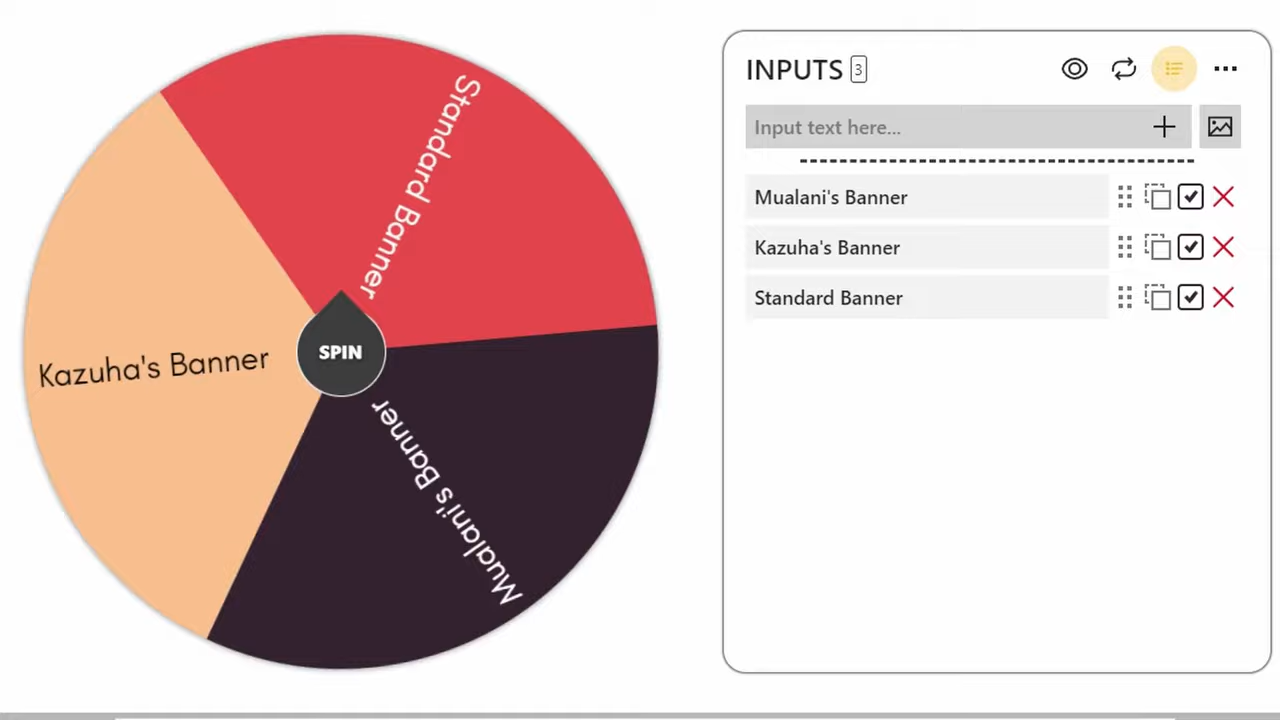 Standard Banner
Kazuha's Banner
SPIN
Mualani's Banner
INPUTS 3
Input text here...
Mualani's Banner
Kazuha's Banner
Standard Banner